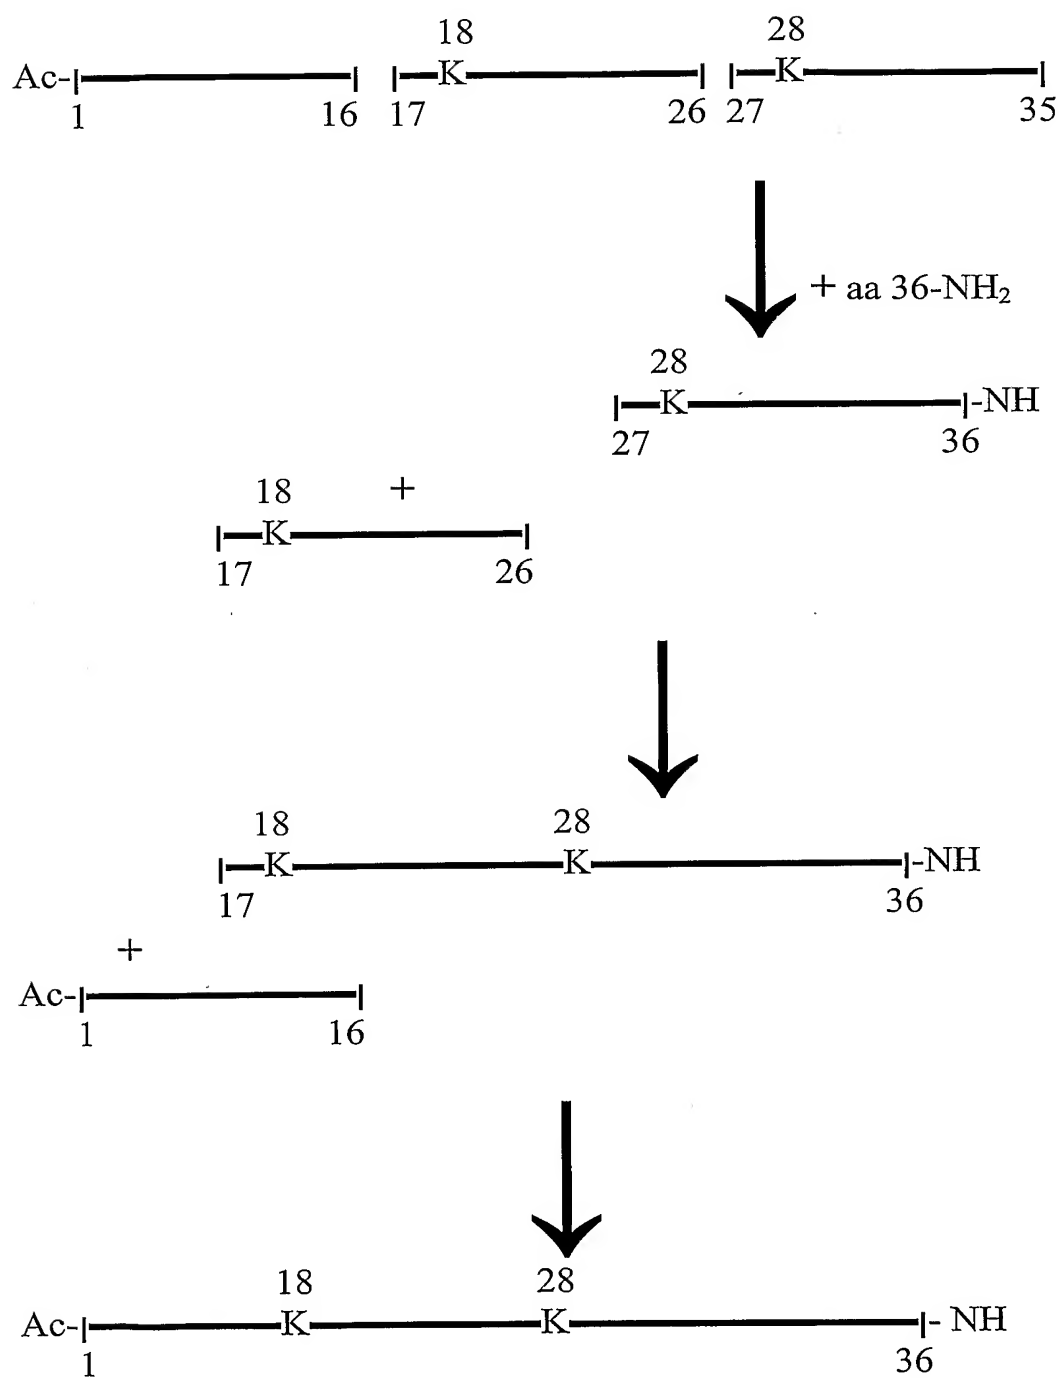 18 28
Ac- K K
1 16 17 26 27 35
+ aa 36-NH₂
28
K -NH
27 36
18 +
K
17 26
18 28
K K -NH
17 36
+
Ac-
1 16
18 28
Ac- K K - NH
1 36